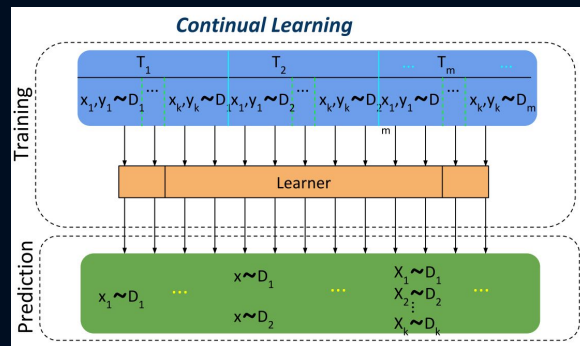 Continual Learning
Training
T1 T2 ... Tm ...
x1,y1~D1 ... xk,yk~D1 x1,y1~D2 ... xk,yk~D2 x1,y1~D m ... xk,yk~Dm
Learner
Prediction
x1~D1 ... x~D1 ... X1~D1 ...
x~D2 X2~D2
⋮
Xk~Dk